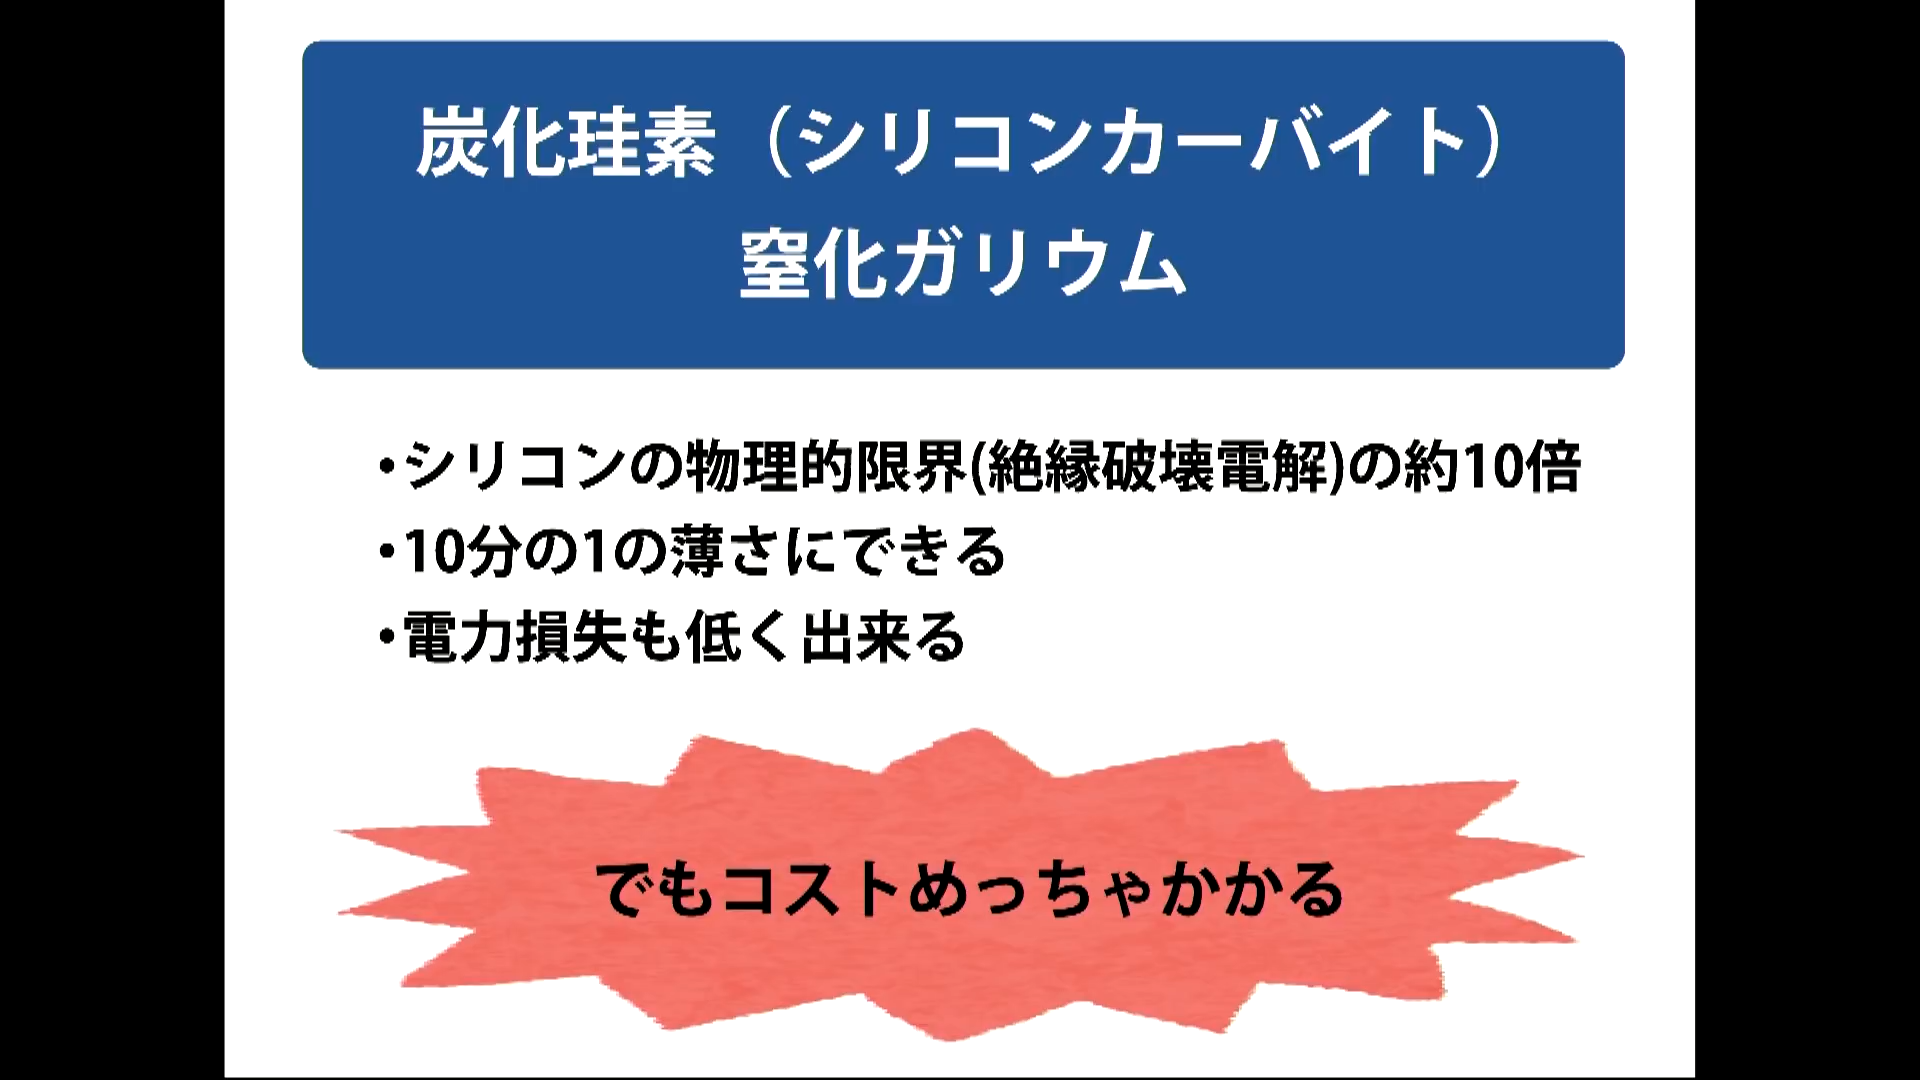 炭化珪素（シリコンカーバイト）
窒化ガリウム
・シリコンの物理的限界(絶縁破壊電解)の約10倍
・10分の1の薄さにできる
・電力損失も低く出来る
でもコストめっちゃかかる